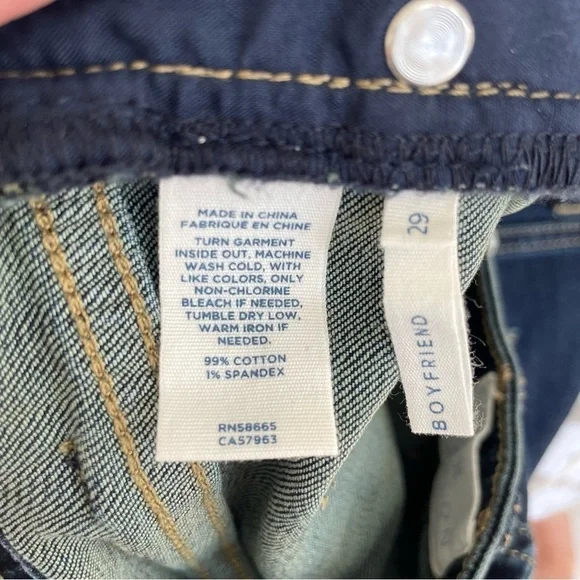 MADE IN CHINA
FABRIQUÉ EN CHINE
TURN GARMENT
INSIDE OUT. MACHINE
WASH COLD, WITH
LIKE COLORS, ONLY
NON-CHLORINE
BLEACH IF NEEDED,
TUMBLE DRY LOW,
WARM IRON IF
NEEDED.
99% COTTON
1% SPANDEX
RN58665
CA57963
29
BOYFRIEND